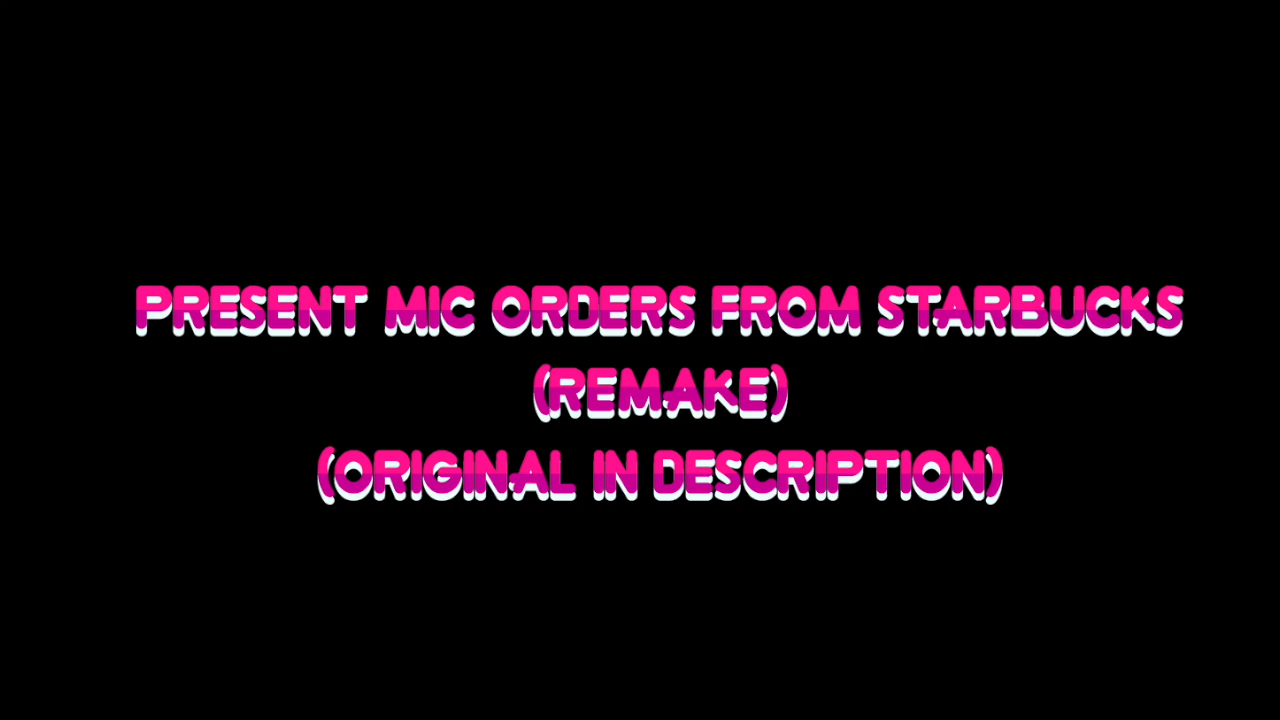 PRESENT MIC ORDERS FROM STARBUCKS
(REMAKE)
(ORIGINAL IN DESCRIPTION)